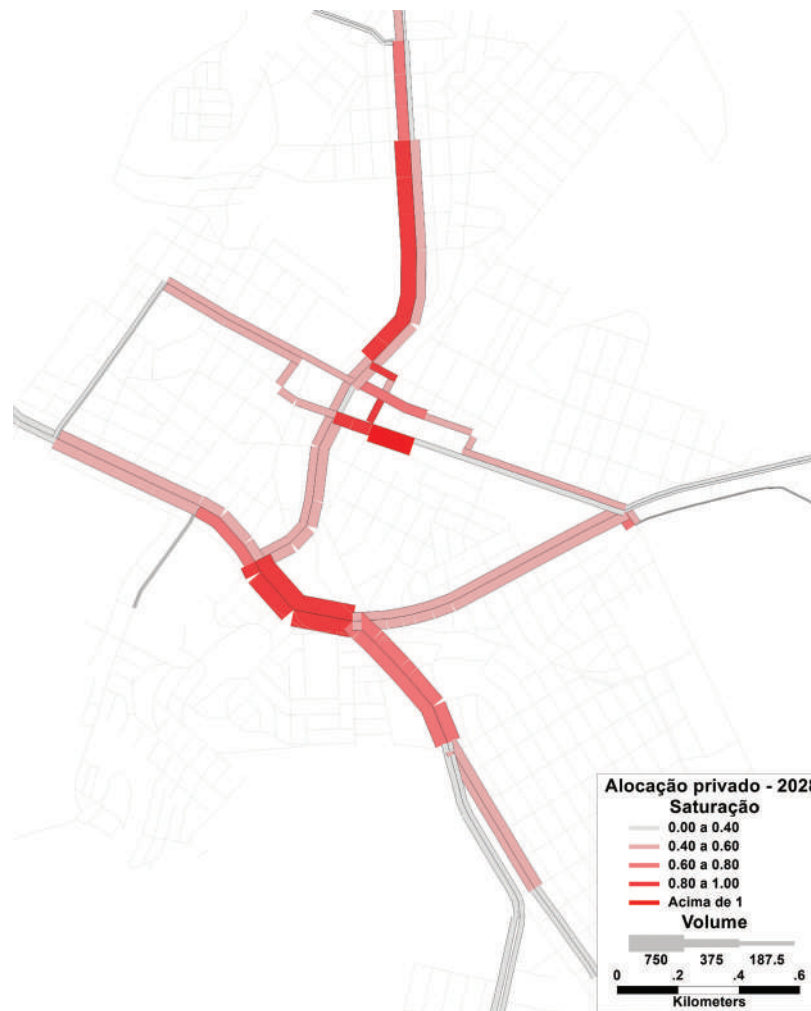 Alocação privado - 2028
Saturação
0.00 a 0.40
0.40 a 0.60
0.60 a 0.80
0.80 a 1.00
Acima de 1
Volume
750 375 187.5
0 .2 .4 .6
Kilometers